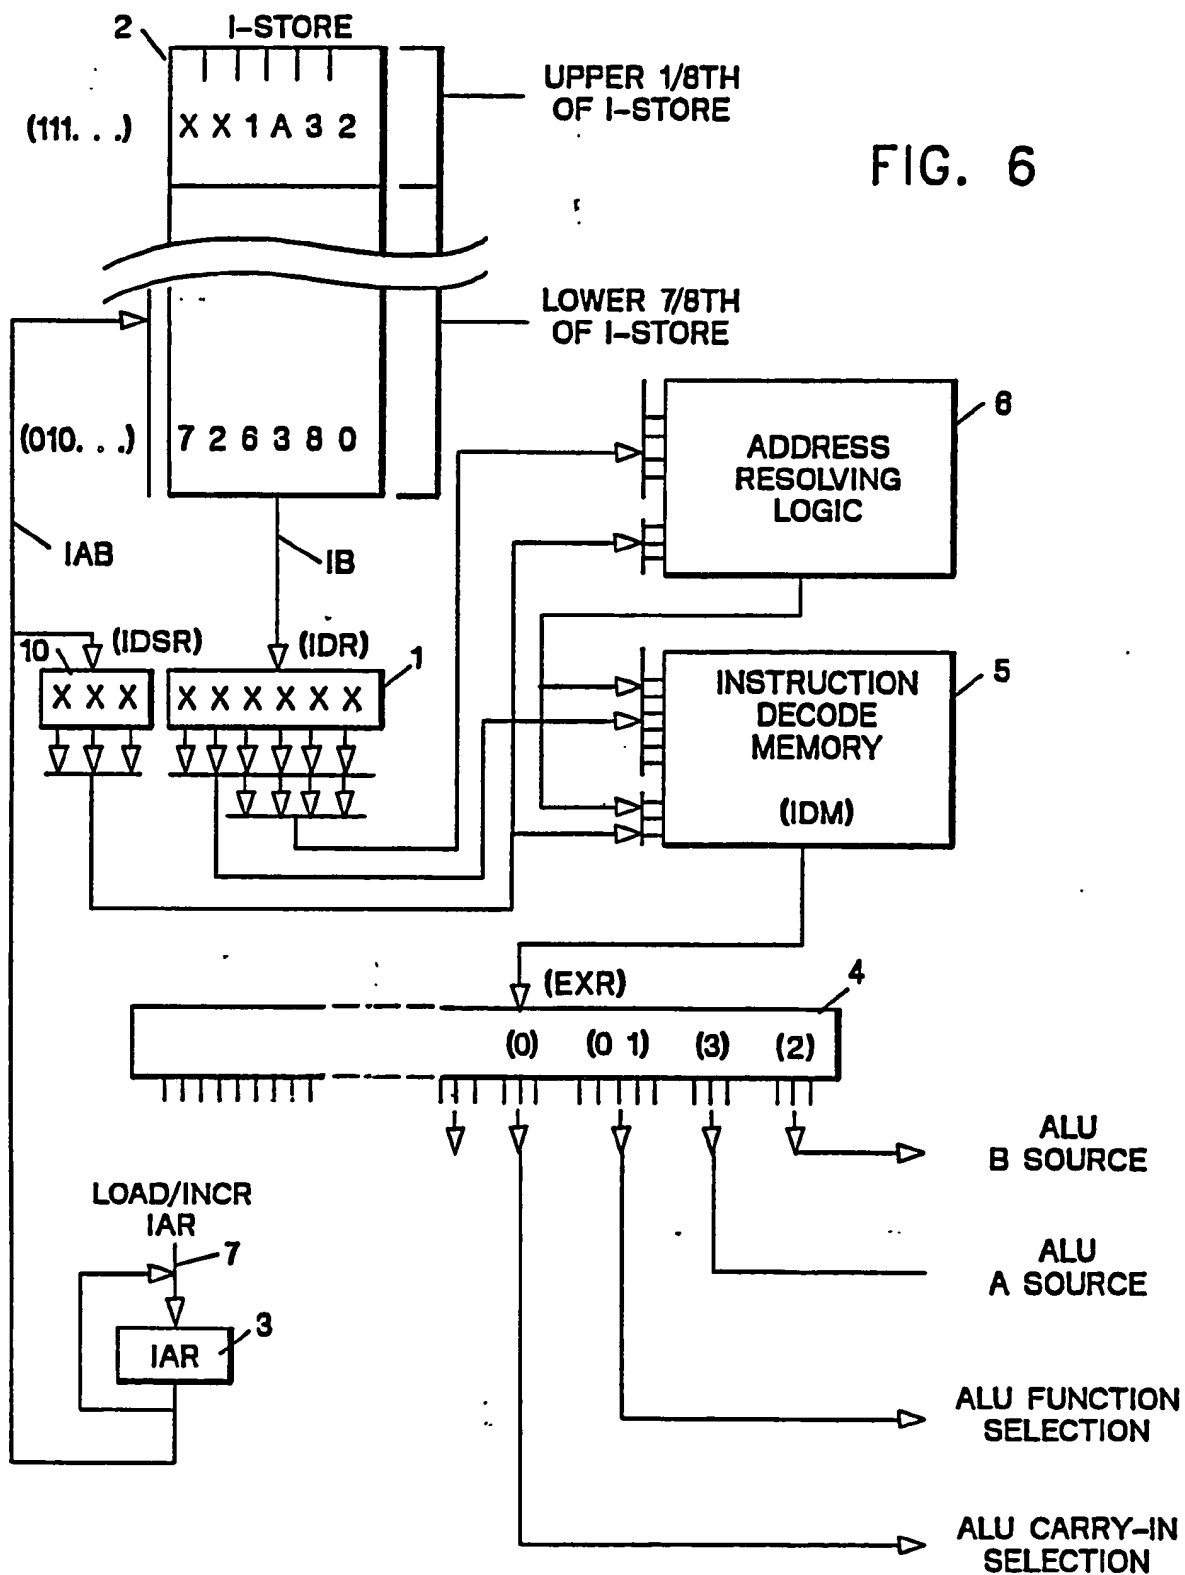 2
I-STORE
UPPER 1/8TH
OF I-STORE
(111. . .)
X X 1 A 3 2
FIG. 6
LOWER 7/8TH
OF I-STORE
(010. . .)
7 2 6 3 8 0
6
ADDRESS
RESOLVING
LOGIC
IAB
IB
10
(IDSR)
(IDR)
1
X X X
X X X X X X
5
INSTRUCTION
DECODE
MEMORY
(IDM)
(EXR)
4
(0) (0 1) (3) (2)
ALU
B SOURCE
LOAD/INCR
IAR
7
ALU
A SOURCE
3
IAR
ALU FUNCTION
SELECTION
ALU CARRY-IN
SELECTION